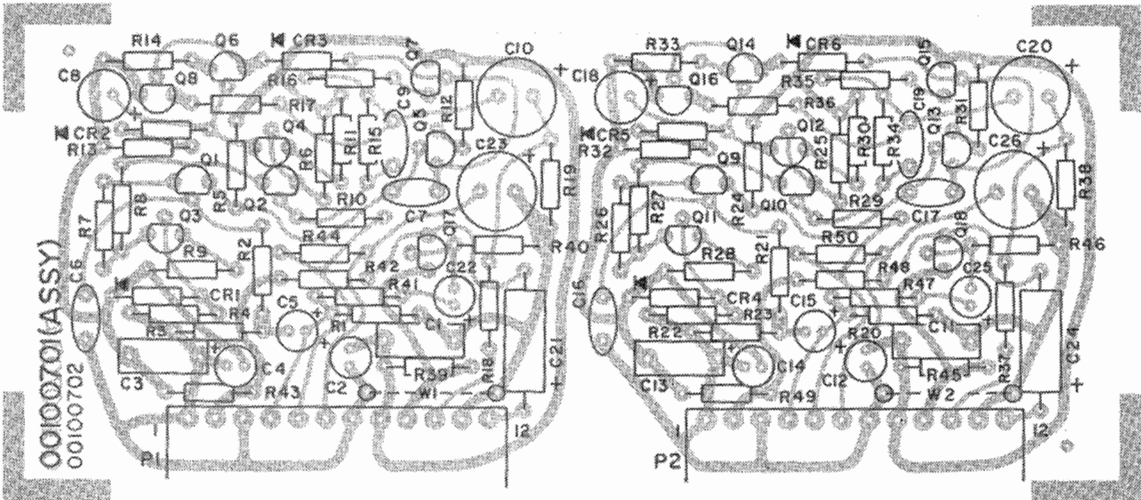 R14 Q6 CR3 Q7 C10
C8 Q8 R16 R17 C9 R12
CR2 R13 Q4 R6 R11 R15 Q5 C23
Q1 R5 Q2 R10 C7 R19
R7 R8 Q3 R9 R2 R44 Q17 R40
C6 CR1 R42 R41 C22
R3 R4 C5 R1 C1 R18 C21
C3 C4 C2 R39
R43 W1
1 12
P1
R33 Q14 CR6 Q15 C20
C18 Q16 R35 R36 C19 R31
CR5 R32 Q12 R25 R30 R34 Q13 C26
Q9 R24 Q10 R29 C17 R38
R26 R27 Q11 R28 R21 R50 Q18 R46
C16 CR4 R48 R47 C25
R22 R23 C15 R20 C11 R37 C24
C13 C14 C12 R45
R49 W2
1 12
P2
00100701(ASSY)
00100702